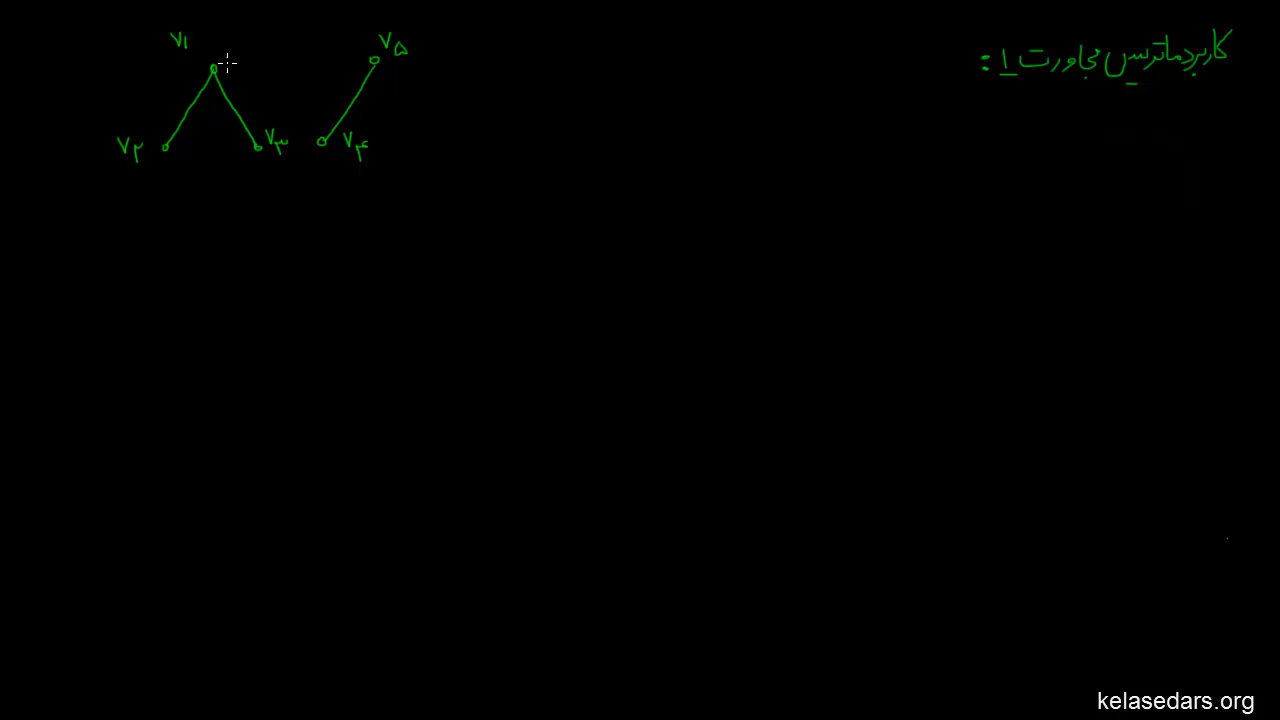 کاربرد ماتریس مجاورت ۱ :
V۱
V۵
V۲
V۳
V۴
kelasedars.org